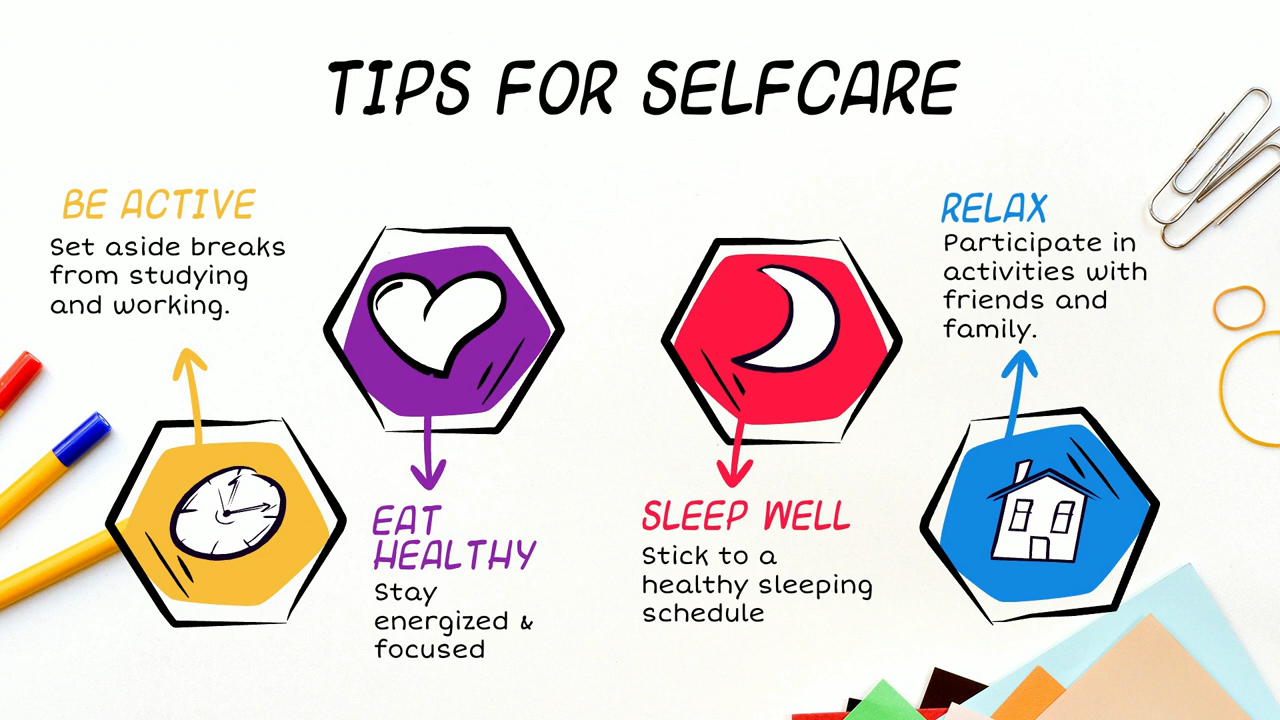 TIPS FOR SELFCARE
BE ACTIVE
Set aside breaks
from studying
and working.
EAT
HEALTHY
Stay
energized &
focused
SLEEP WELL
Stick to a
healthy sleeping
schedule
RELAX
Participate in
activities with
friends and
family.